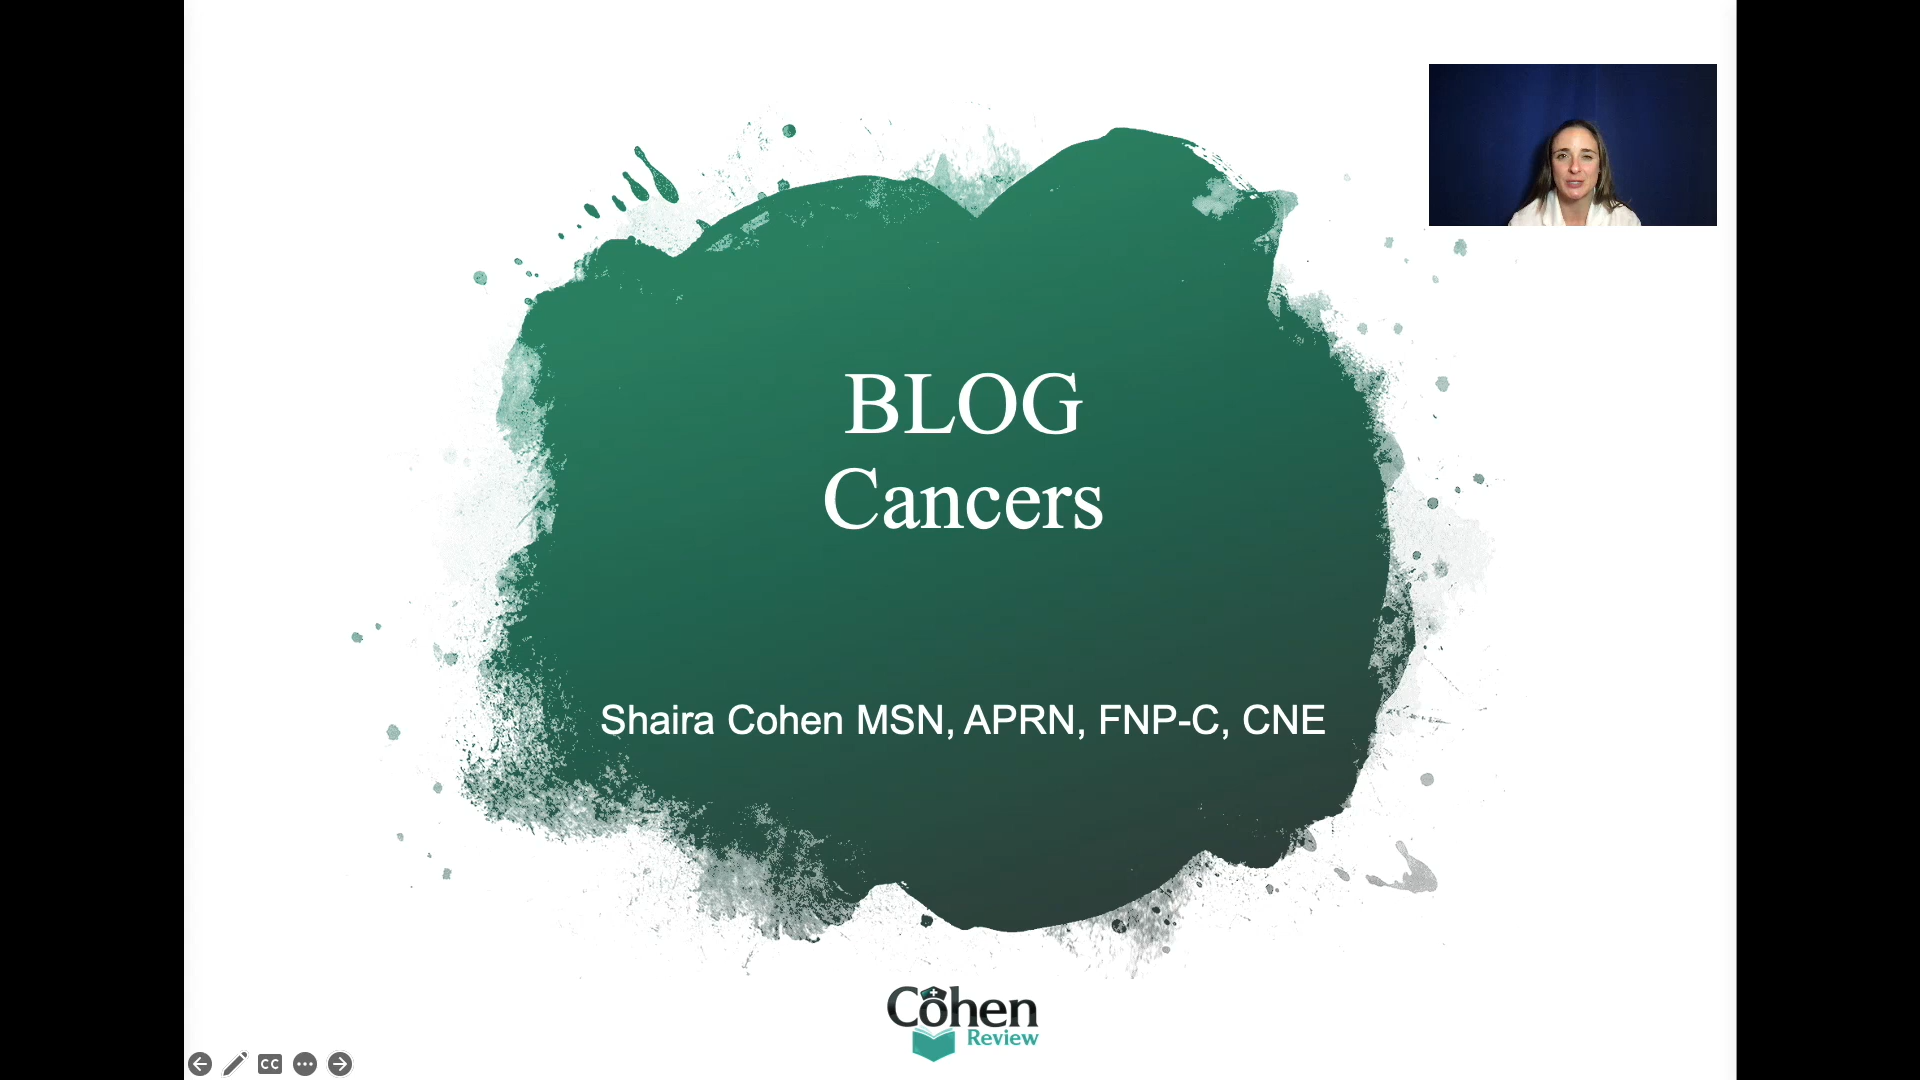 BLOG
Cancers
Shaira Cohen MSN, APRN, FNP-C, CNE
Cohen
Review
CC